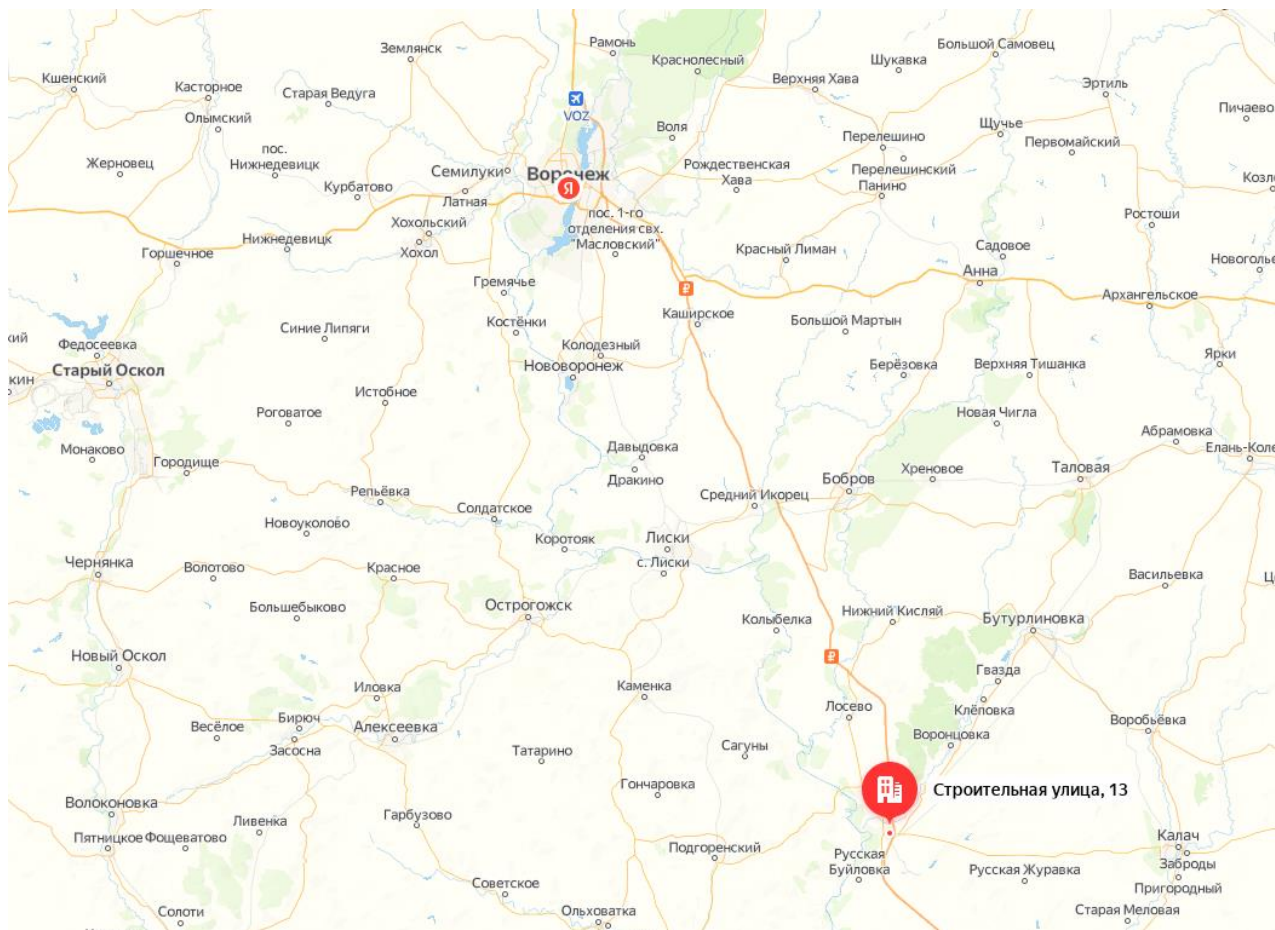 Землянск
Рамонь
Большой Самовец
Краснолесный
Шукавка
Кшенский
Касторное
Старая Ведуга
Верхняя Хава
Эртиль
VOZ
Пичаево
Олымский
Воля
Щучье
Перелешино
Первомайский
Жерновец
пос.
Нижнедевицк
Семилуки
Воронеж
Я
Рождественская
Хава
Перелешинский
Панино
Курбатово
Латная
Хохольский
пос. 1-го
отделения свх.
"Масловский"
Ростоши
Нижнедевицк
Хохол
Горшечное
Красный Лиман
Садовое
Анна
Новоголье
Гремячье
Архангельское
Каширское
Большой Мартын
Синие Липяги
Костёнки
Федосеевка
Колодезный
Старый Оскол
Нововоронеж
Берёзовка
Верхняя Тишанка
Ярки
Истобное
Роговатое
Новая Чигла
Абрамовка
Монаково
Городище
Давыдовка
Дракино
Елань-Коле
Хреновое
Таловая
Бобров
Репьёвка
Средний Икорец
Солдатское
Новоуколово
Коротояк
Лиски
с. Лиски
Чернянка
Волотово
Красное
Васильевка
Большебыково
Острогожск
Колыбелка
Нижний Кисляй
Бутурлиновка
Новый Оскол
Гвазда
Иловка
Каменка
Клёповка
Лосево
Весёлое
Бирюч
Засосна
Алексеевка
Воробьёвка
Воронцовка
Татарино
Сагуны
Гончаровка
Строительная улица, 13
Волоконовка
Ливенка
Гарбузово
Пятницкое
Фощеватово
Подгоренский
Русская
Буйловка
Русская Журавка
Калач
Заброды
Пригородный
Советское
Солоти
Ольховатка
Старая Меловая